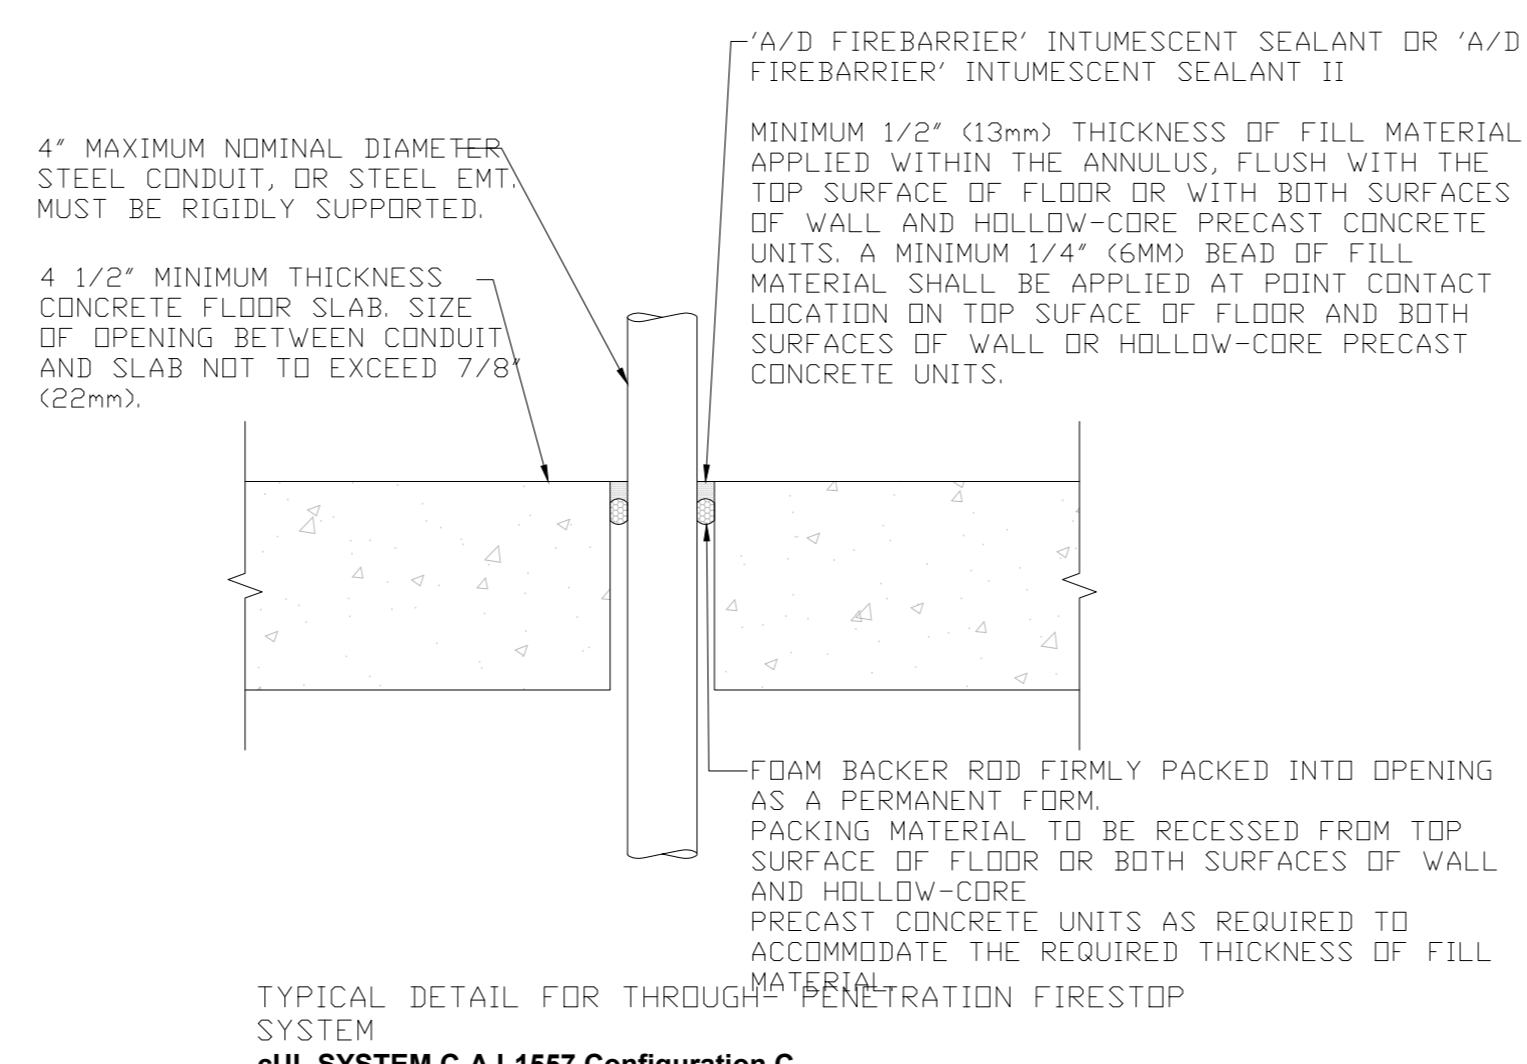 4" MAXIMUM NOMINAL DIAMETER
STEEL CONDUIT, OR STEEL EMT.
MUST BE RIGIDLY SUPPORTED.
4 1/2" MINIMUM THICKNESS
CONCRETE FLOOR SLAB. SIZE
OF OPENING BETWEEN CONDUIT
AND SLAB NOT TO EXCEED 7/8"
(22mm).
'A/D FIREBARRIER' INTUMESCENT SEALANT OR 'A/D
FIREBARRIER' INTUMESCENT SEALANT II
MINIMUM 1/2" (13mm) THICKNESS OF FILL MATERIAL
APPLIED WITHIN THE ANNULUS, FLUSH WITH THE
TOP SURFACE OF FLOOR OR WITH BOTH SURFACES
OF WALL AND HOLLOW-CORE PRECAST CONCRETE
UNITS. A MINIMUM 1/4" (6MM) BEAD OF FILL
MATERIAL SHALL BE APPLIED AT POINT CONTACT
LOCATION ON TOP SUFACE OF FLOOR AND BOTH
SURFACES OF WALL OR HOLLOW-CORE PRECAST
CONCRETE UNITS.
FOAM BACKER ROD FIRMLY PACKED INTO OPENING
AS A PERMANENT FORM.
PACKING MATERIAL TO BE RECESSED FROM TOP
SURFACE OF FLOOR OR BOTH SURFACES OF WALL
AND HOLLOW-CORE
PRECAST CONCRETE UNITS AS REQUIRED TO
ACCOMMODATE THE REQUIRED THICKNESS OF FILL
MATERIAL.
TYPICAL DETAIL FOR THROUGH- PENETRATION FIRESTOP
SYSTEM
cUL SYSTEM C-AJ-1557 Configuration C